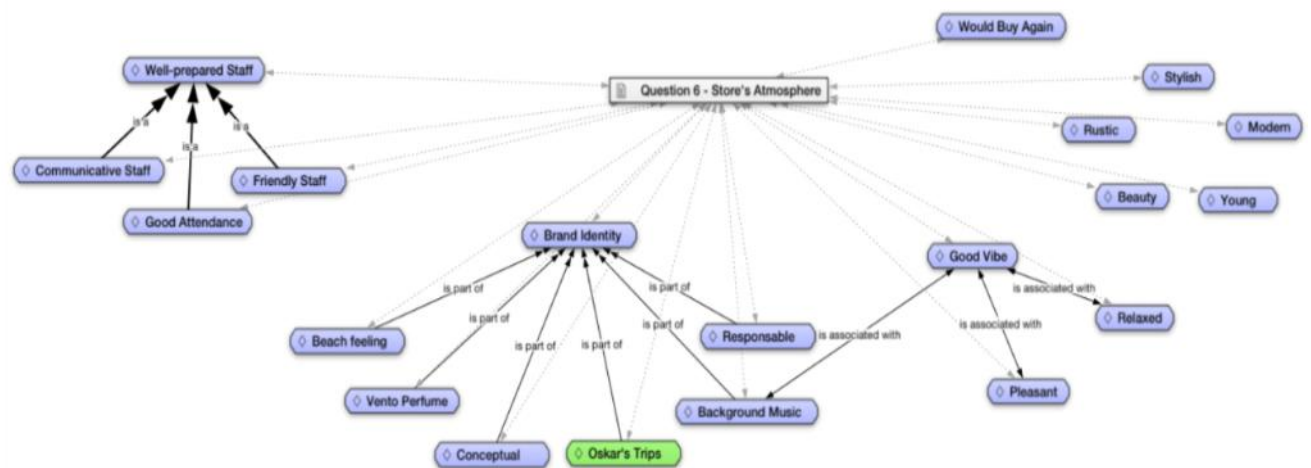 Would Buy Again
Well-prepared Staff
Question 6 - Store's Atmosphere
Stylish
is a
is a
is a
Rustic
Modern
Communicative Staff
Friendly Staff
Beauty
Young
Good Attendance
Brand Identity
Good Vibe
is part of
is part of
is associated with
is part of
is part of
is part of
is associated with
is associated with
Relaxed
Beach feeling
Responsable
Vento Perfume
Background Music
Pleasant
Conceptual
Oskar's Trips